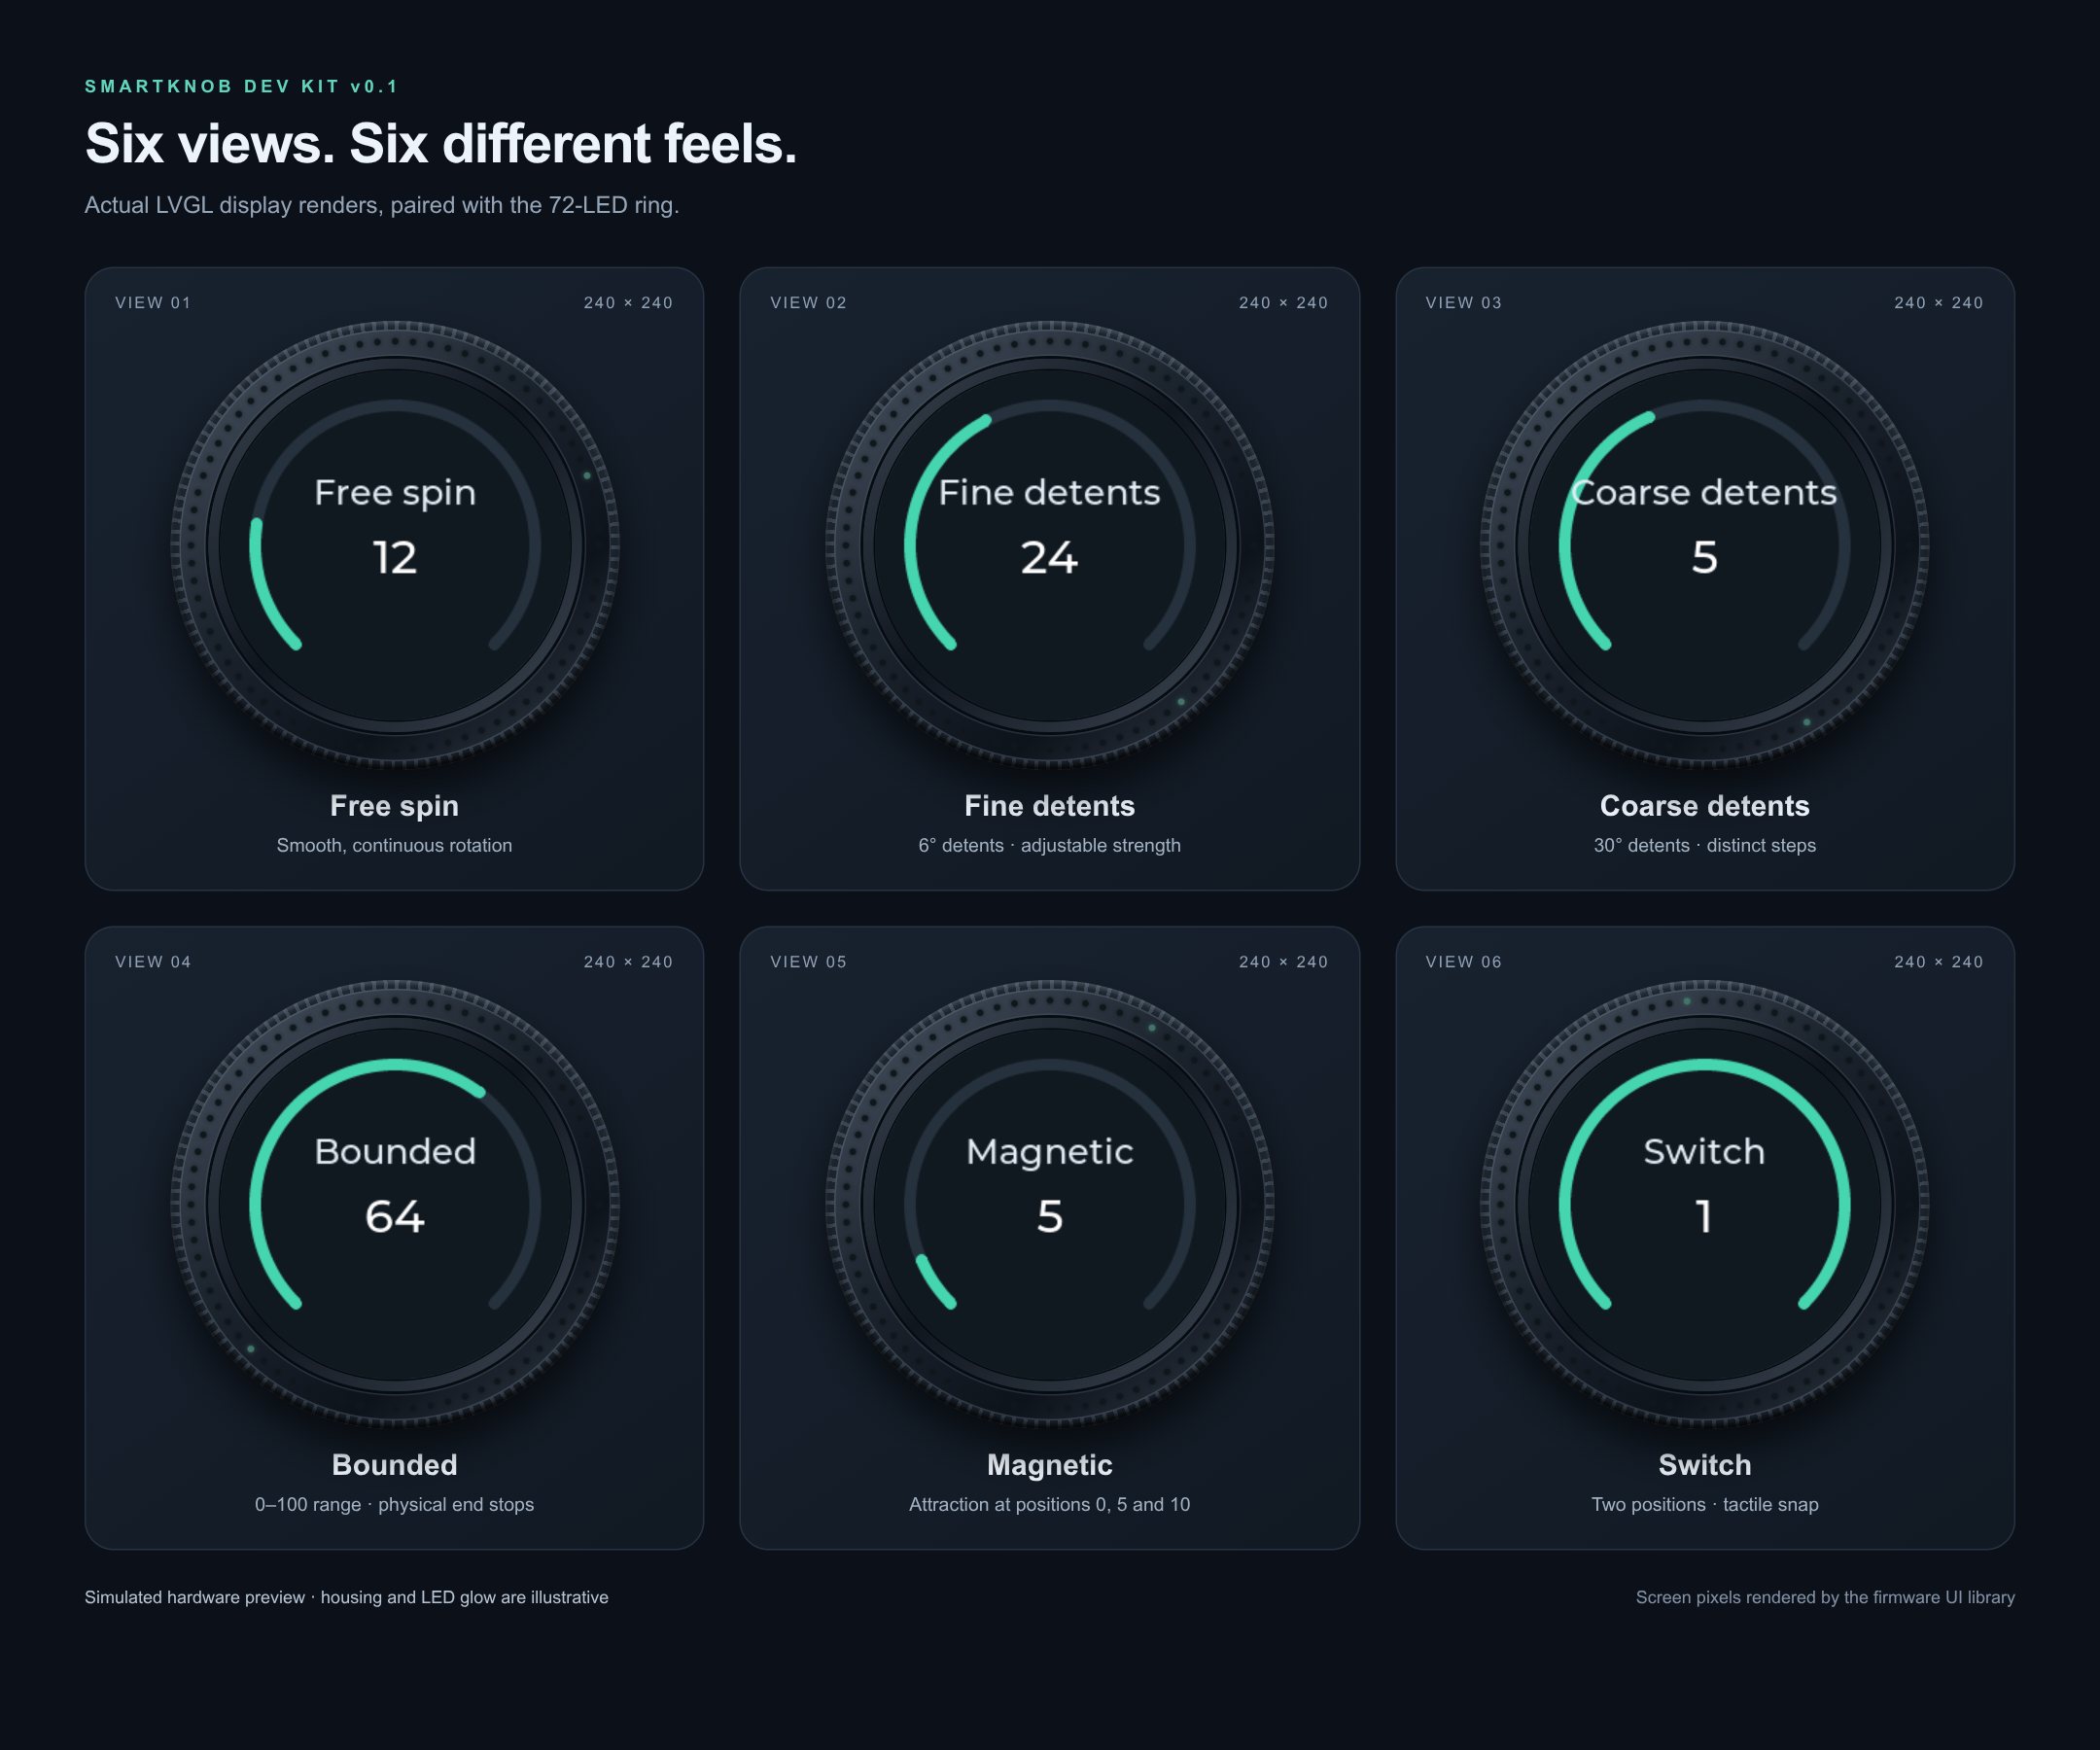 SMARTKNOB DEV KIT v0.1
Six views. Six different feels.
Actual LVGL display renders, paired with the 72-LED ring.
VIEW 01
240 × 240
Free spin
12
Free spin
Smooth, continuous rotation
VIEW 02
240 × 240
Fine detents
24
Fine detents
6° detents · adjustable strength
VIEW 03
240 × 240
Coarse detents
5
Coarse detents
30° detents · distinct steps
VIEW 04
240 × 240
Bounded
64
Bounded
0–100 range · physical end stops
VIEW 05
240 × 240
Magnetic
5
Magnetic
Attraction at positions 0, 5 and 10
VIEW 06
240 × 240
Switch
1
Switch
Two positions · tactile snap
Simulated hardware preview · housing and LED glow are illustrative
Screen pixels rendered by the firmware UI library